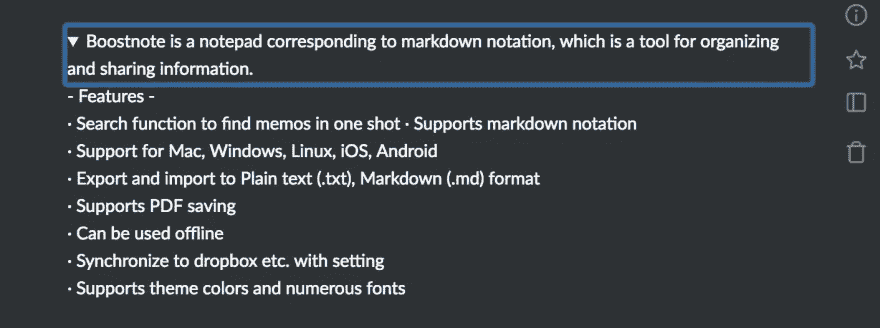 ▼ Boostnote is a notepad corresponding to markdown notation, which is a tool for organizing
and sharing information.
- Features -
· Search function to find memos in one shot · Supports markdown notation
· Support for Mac, Windows, Linux, iOS, Android
· Export and import to Plain text (.txt), Markdown (.md) format
· Supports PDF saving
· Can be used offline
· Synchronize to dropbox etc. with setting
· Supports theme colors and numerous fonts